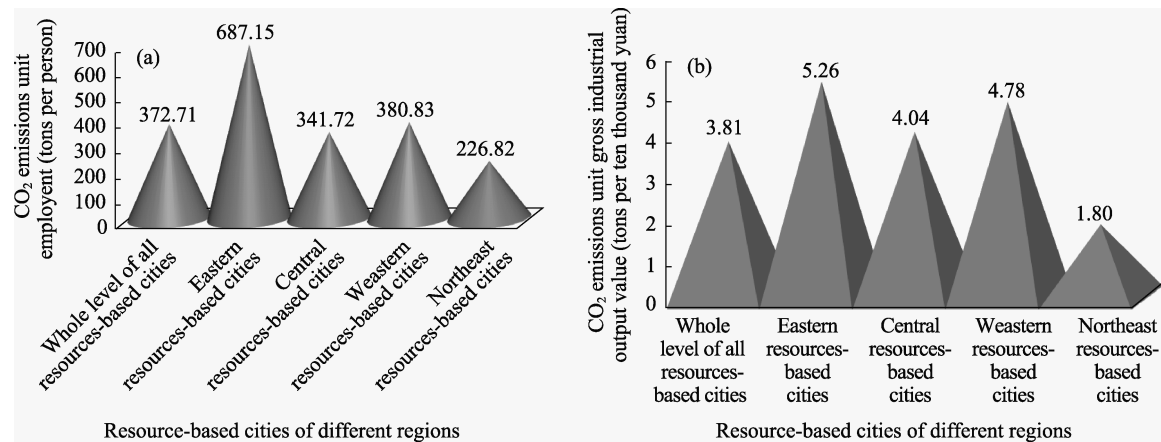 (a)
CO₂ emissions unit
employent (tons per person)
700
600
500
400
300
200
100
0
372.71
687.15
341.72
380.83
226.82
Whole level of all
resources-based cities
Eastern
resources-based cities
Central
resources-based cities
Weastern
resources-based cities
Northeast
resources-based cities
Resource-based cities of different regions
(b)
CO₂ emissions unit gross industrial
output value (tons per ten thousand yuan)
6
5
4
3
2
1
0
3.81
5.26
4.04
4.78
1.80
Whole
level of all
resources-
based cities
Eastern
resources-
based
cities
Central
resources-
based
cities
Weastern
resources-
based
cities
Northeast
resources-
based
cities
Resource-based cities of different regions